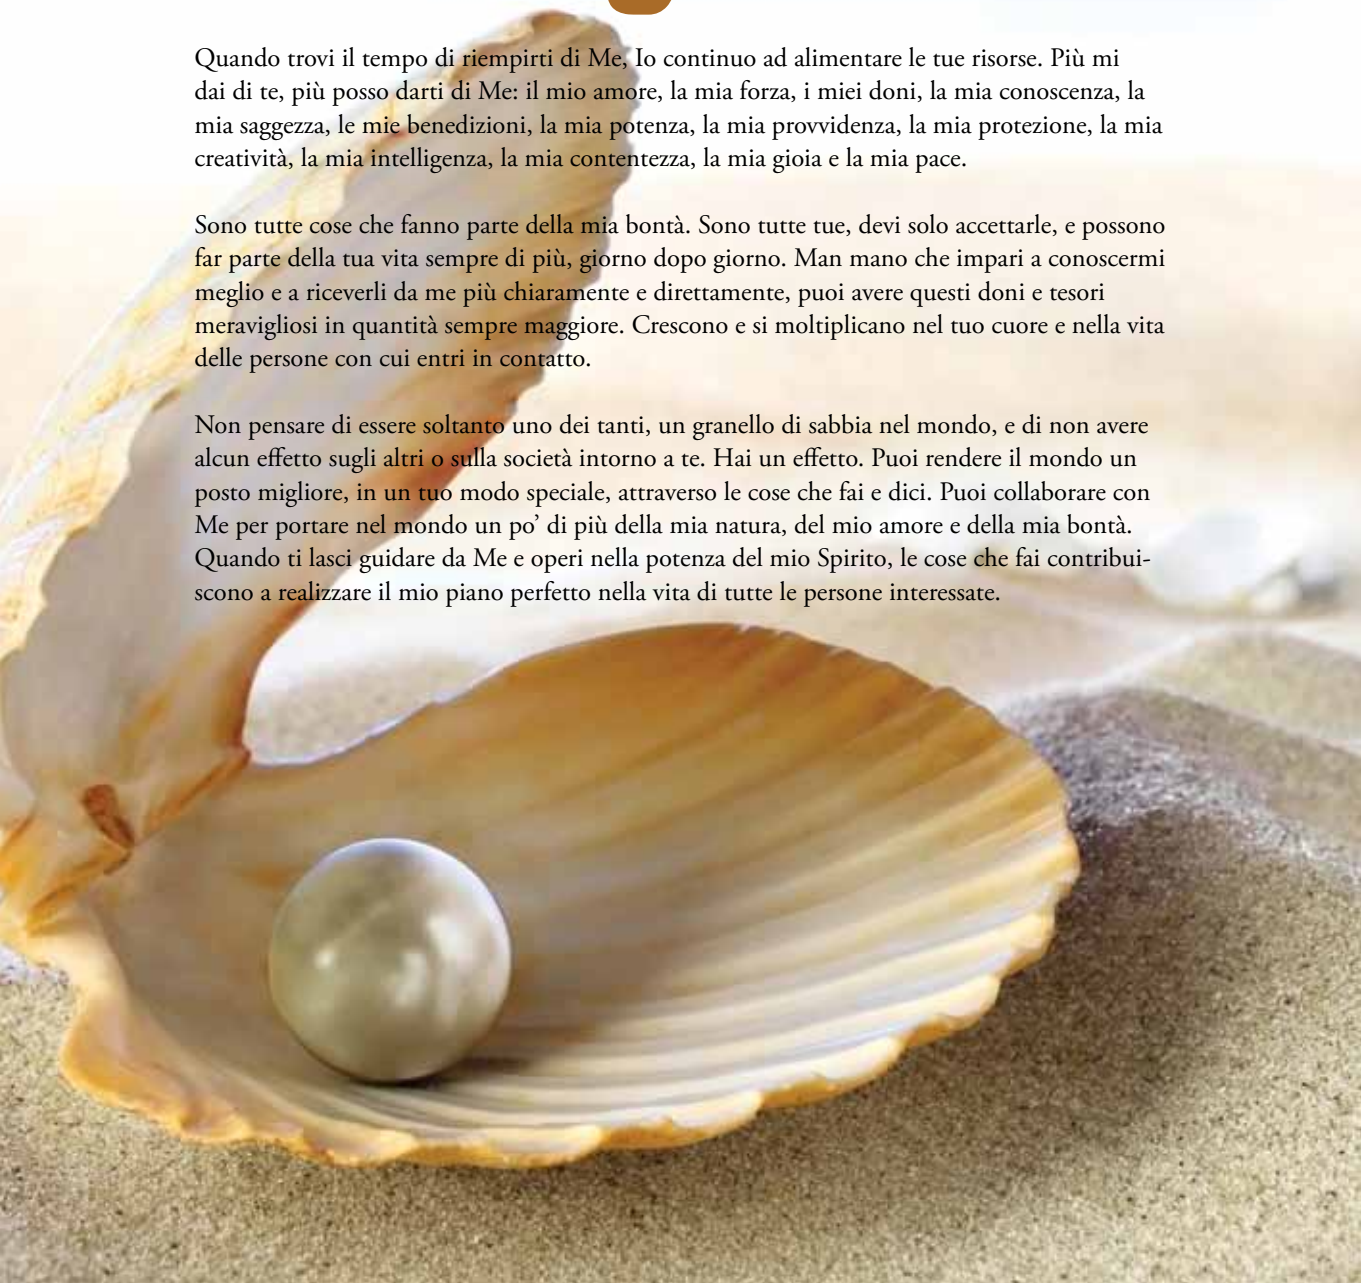 Quando trovi il tempo di riempirti di Me, Io continuo ad alimentare le tue risorse. Più mi
dai di te, più posso darti di Me: il mio amore, la mia forza, i miei doni, la mia conoscenza, la
mia saggezza, le mie benedizioni, la mia potenza, la mia provvidenza, la mia protezione, la mia
creatività, la mia intelligenza, la mia contentezza, la mia gioia e la mia pace.
Sono tutte cose che fanno parte della mia bontà. Sono tutte tue, devi solo accettarle, e possono
far parte della tua vita sempre di più, giorno dopo giorno. Man mano che impari a conoscermi
meglio e a riceverli da me più chiaramente e direttamente, puoi avere questi doni e tesori
meravigliosi in quantità sempre maggiore. Crescono e si moltiplicano nel tuo cuore e nella vita
delle persone con cui entri in contatto.
Non pensare di essere soltanto uno dei tanti, un granello di sabbia nel mondo, e di non avere
alcun effetto sugli altri o sulla società intorno a te. Hai un effetto. Puoi rendere il mondo un
posto migliore, in un tuo modo speciale, attraverso le cose che fai e dici. Puoi collaborare con
Me per portare nel mondo un po’ di più della mia natura, del mio amore e della mia bontà.
Quando ti lasci guidare da Me e operi nella potenza del mio Spirito, le cose che fai contribui-
scono a realizzare il mio piano perfetto nella vita di tutte le persone interessate.